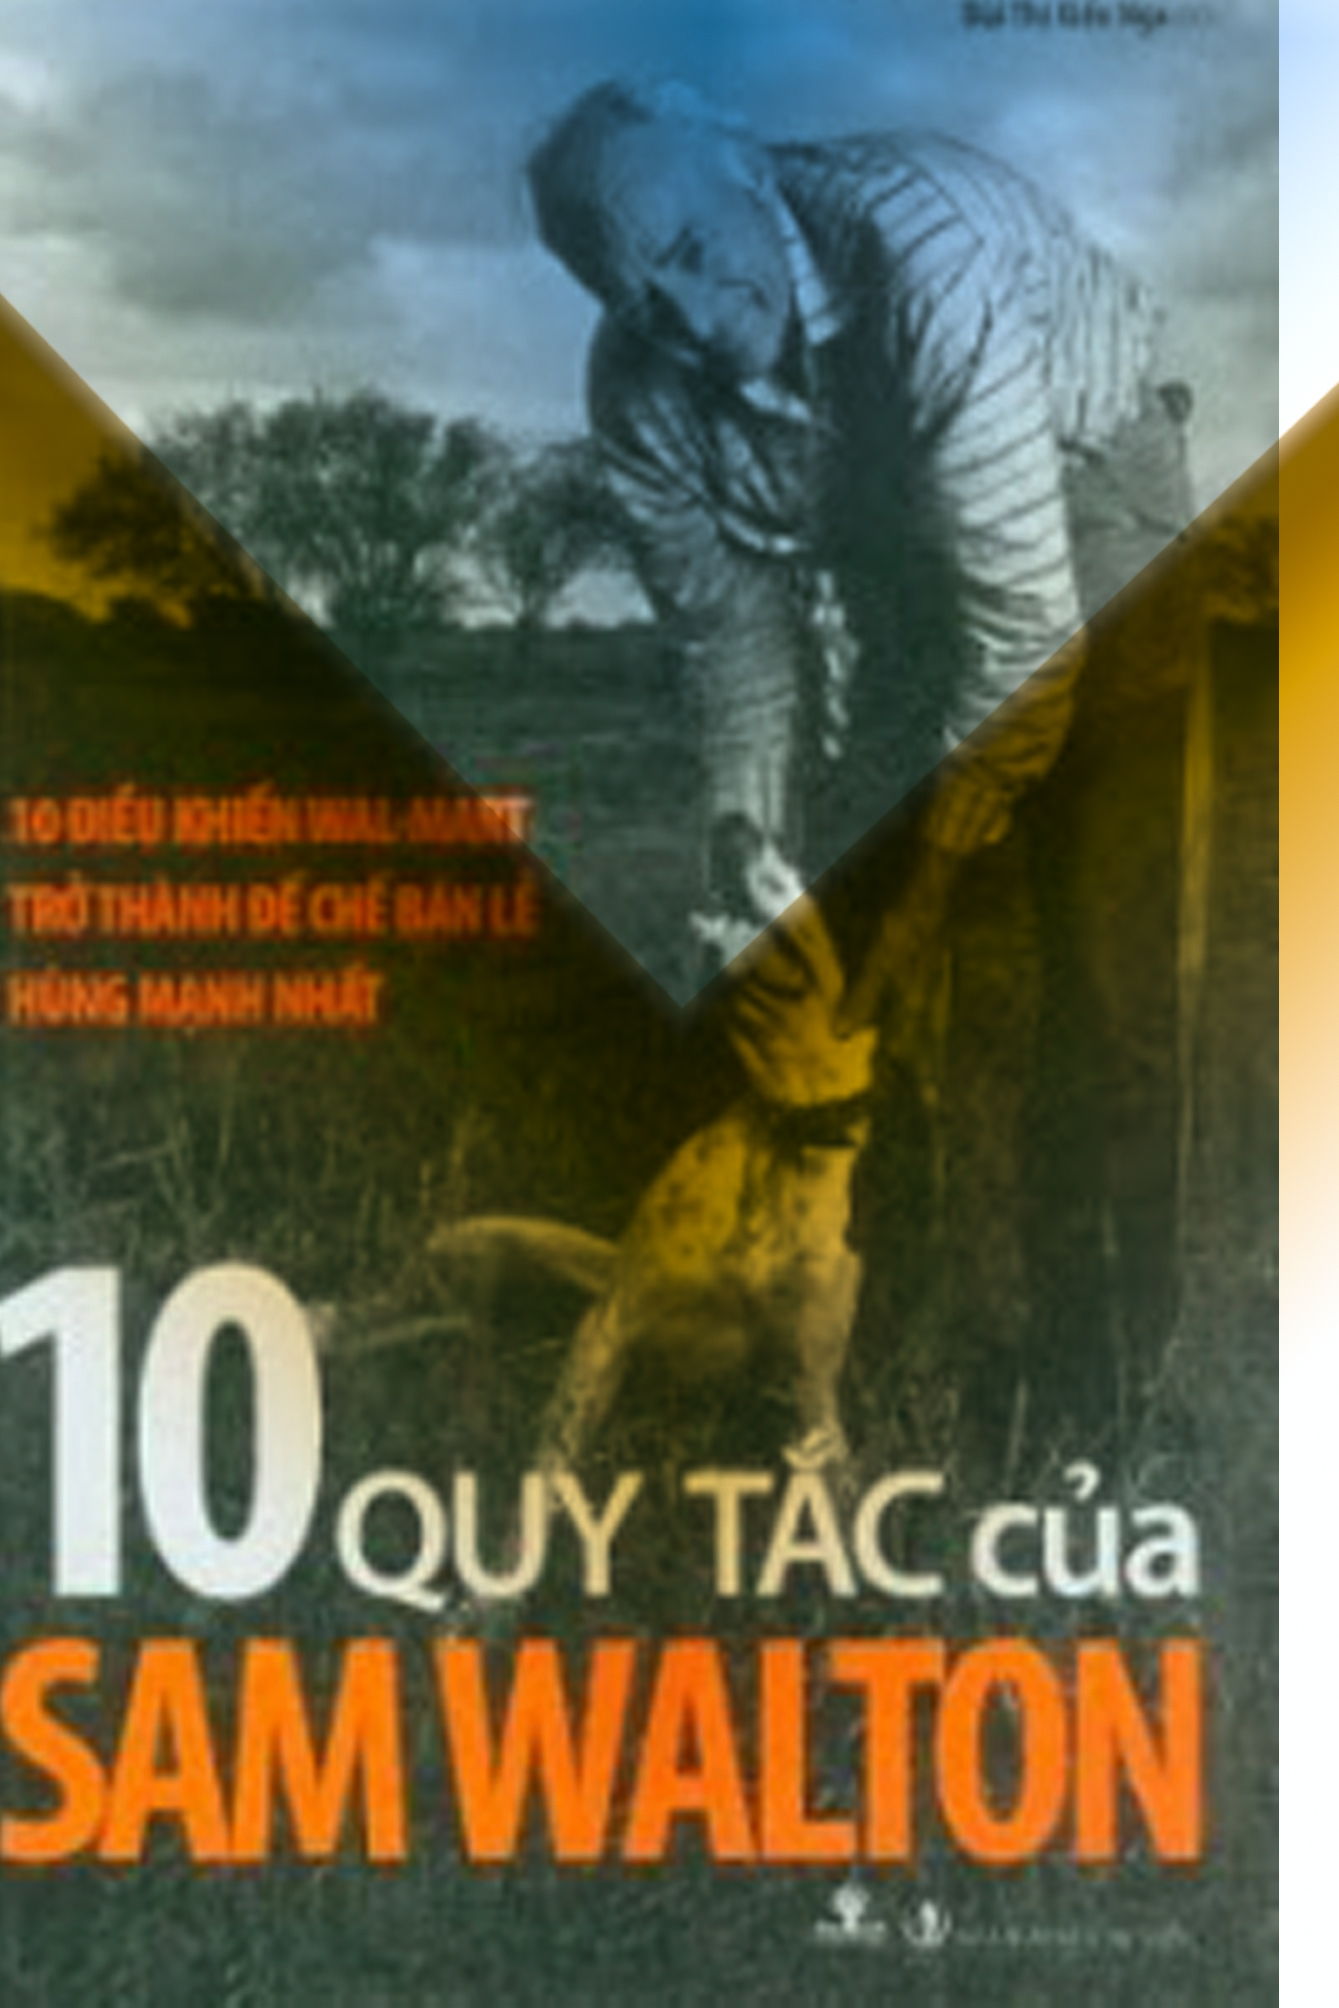 10 ĐIỀU KHIẾN WAL-MART
TRỞ THÀNH ĐẾ CHẾ BÁN LẺ
HÙNG MẠNH NHẤT
10 QUY TẮC của
SAM WALTON